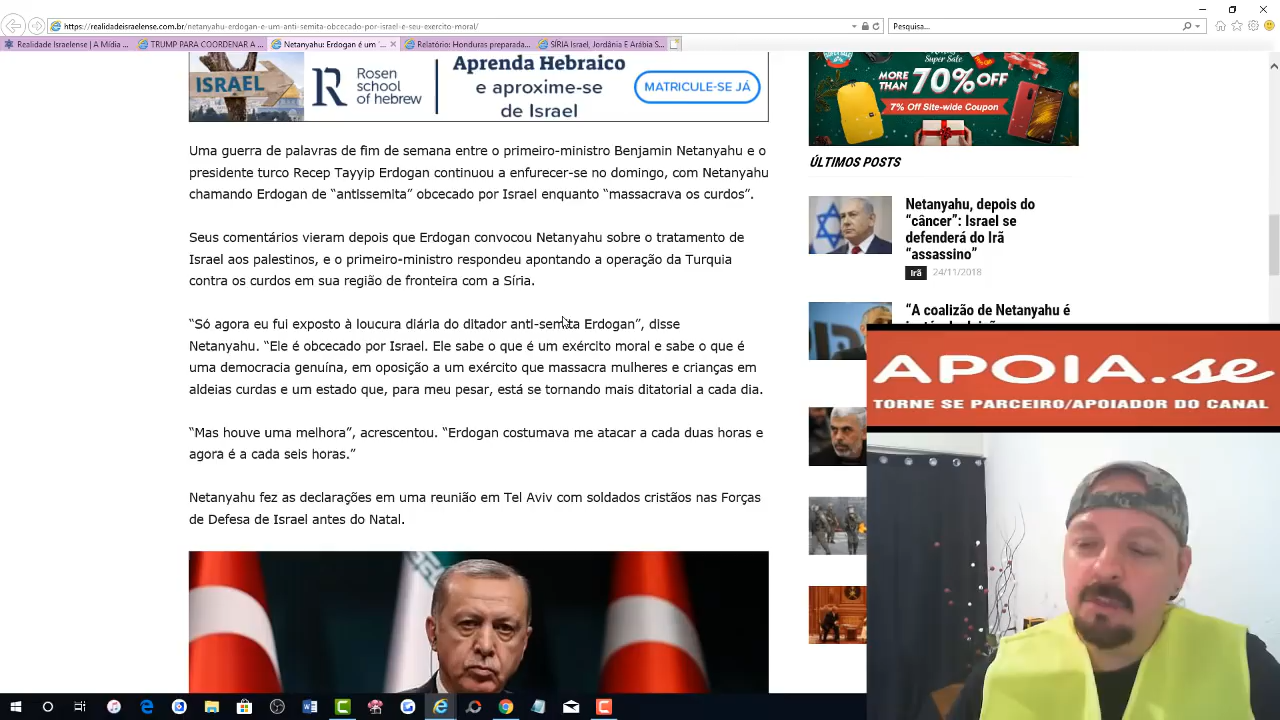 https://realidadeisraelense.com.br/netanyahu-erdogan-e-um-anti-semita-obcecado-por-israel-e-seu-exercito-moral/
Pesquisa...
Realidade Israelense | A Mídia ...
TRUMP PARA COORDENAR A ...
Netanyahu Erdogan é um '...
Relatório: Honduras preparada...
SÍRIA Israel, Jordânia E Arábia S...
ISRAEL
Rosen
school
of hebrew
Aprenda Hebraico
e aproxime-se
de Israel
MATRICULE-SE JÁ
Super Sale
MORE
THAN
70%OFF
7% Off Site-wide Coupon
Uma guerra de palavras de fim de semana entre o primeiro-ministro Benjamin Netanyahu e o
presidente turco Recep Tayyip Erdogan continuou a enfurecer-se no domingo, com Netanyahu
chamando Erdogan de “antissemita” obcecado por Israel enquanto “massacrava os curdos”.
Seus comentários vieram depois que Erdogan convocou Netanyahu sobre o tratamento de
Israel aos palestinos, e o primeiro-ministro respondeu apontando a operação da Turquia
contra os curdos em sua região de fronteira com a Síria.
“Só agora eu fui exposto à loucura diária do ditador anti-semita Erdogan”, disse
Netanyahu. “Ele é obcecado por Israel. Ele sabe o que é um exército moral e sabe o que é
uma democracia genuína, em oposição a um exército que massacra mulheres e crianças em
aldeias curdas e um estado que, para meu pesar, está se tornando mais ditatorial a cada dia.
“Mas houve uma melhora”, acrescentou. “Erdogan costumava me atacar a cada duas horas e
agora é a cada seis horas.”
Netanyahu fez as declarações em uma reunião em Tel Aviv com soldados cristãos nas Forças
de Defesa de Israel antes do Natal.
ÚLTIMOS POSTS
Netanyahu, depois do
“câncer”: Israel se
defenderá do Irã
“assassino”
Irã 24/11/2018
“A coalizão de Netanyahu é
APOIA.se
TORNE SE PARCEIRO/APOIADOR DO CANAL